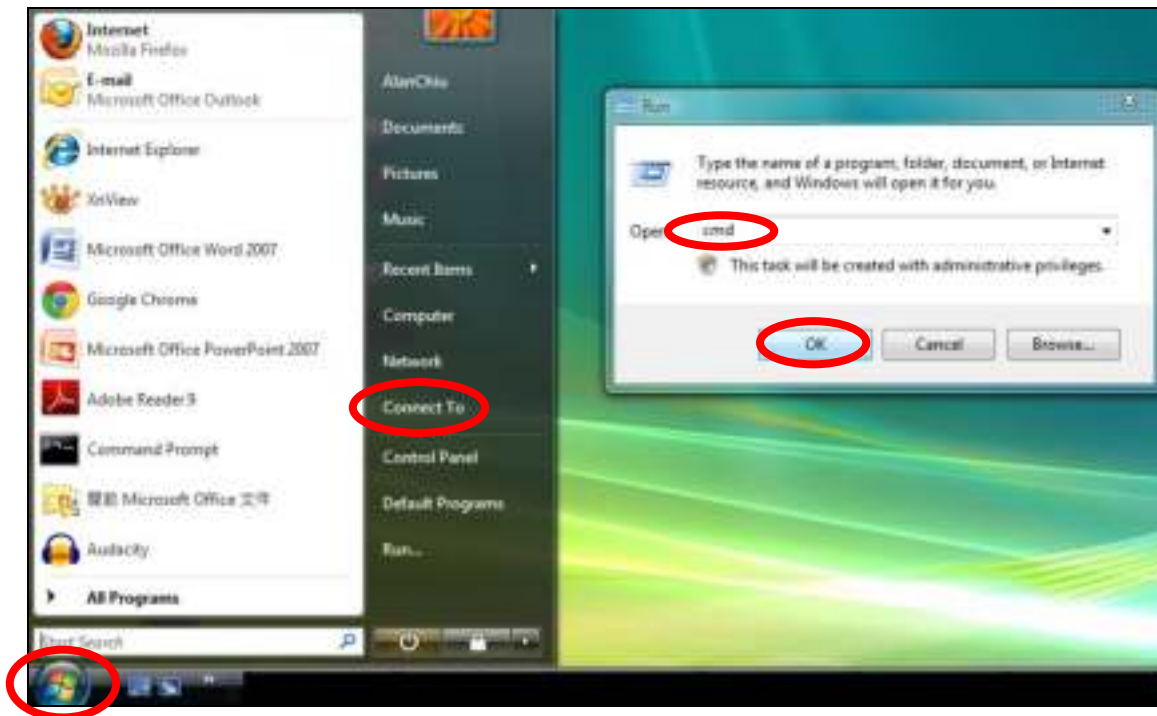 Internet
Mozilla Firefox
E-mail
Microsoft Office Outlook
Internet Explorer
XnView
Microsoft Office Word 2007
Google Chrome
Microsoft Office PowerPoint 2007
Adobe Reader 9
Command Prompt
開啟 Microsoft Office 文件
Audacity
All Programs
Start Search
AlanChiu
Documents
Pictures
Music
Recent Items
Computer
Network
Connect To
Control Panel
Default Programs
Run...
Run
Type the name of a program, folder, document, or Internet
resource, and Windows will open it for you.
Open
cmd
This task will be created with administrative privileges.
OK
Cancel
Browse...